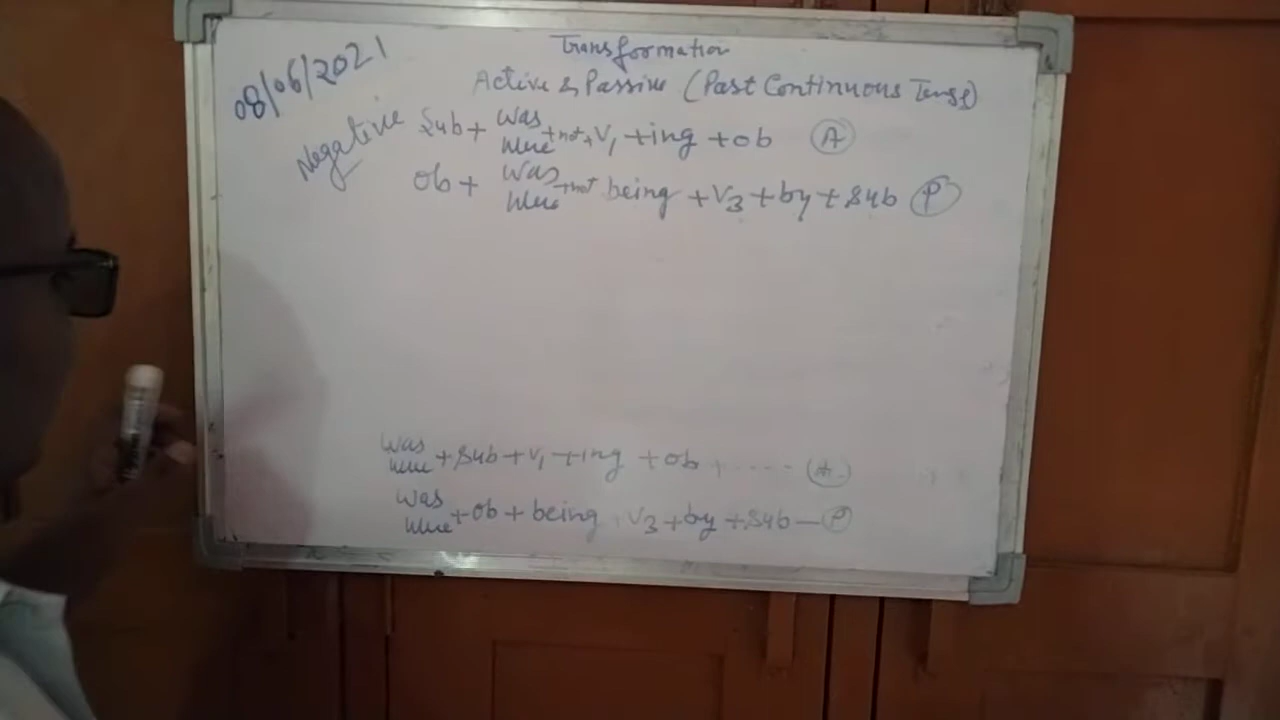 08/06/2021
Transformation
Active & Passive (Past Continuous Tense)
Negative
Sub + was were + not + V1 + ing + ob (A)
ob + was were + not being + V3 + by + sub (P)
was were + sub + V1 + ing + ob ---- (A)
was were + ob + being + V3 + by + sub — (P)